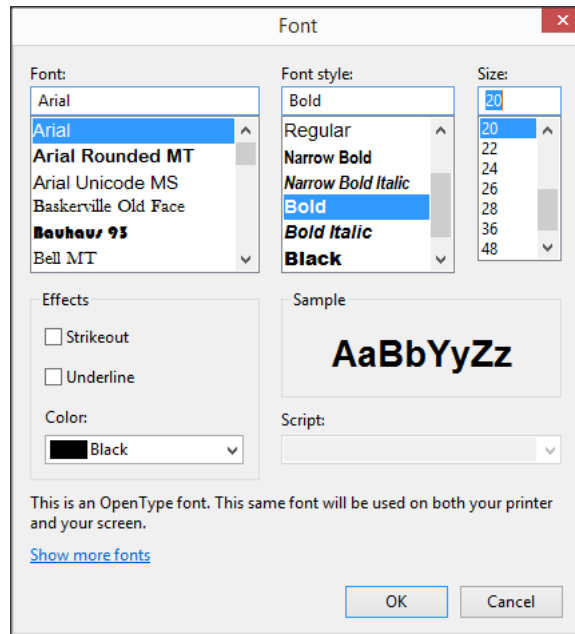 Font
Font:
Font style:
Size:
Arial
Bold
20
Arial
Arial Rounded MT
Arial Unicode MS
Baskerville Old Face
Bauhaus 93
Bell MT
Regular
Narrow Bold
Narrow Bold Italic
Bold
Bold Italic
Black
20
22
24
26
28
36
48
Effects
Strikeout
Underline
Color:
Black
Sample
AaBbYyZz
Script:
This is an OpenType font. This same font will be used on both your printer
and your screen.
Show more fonts
OK
Cancel